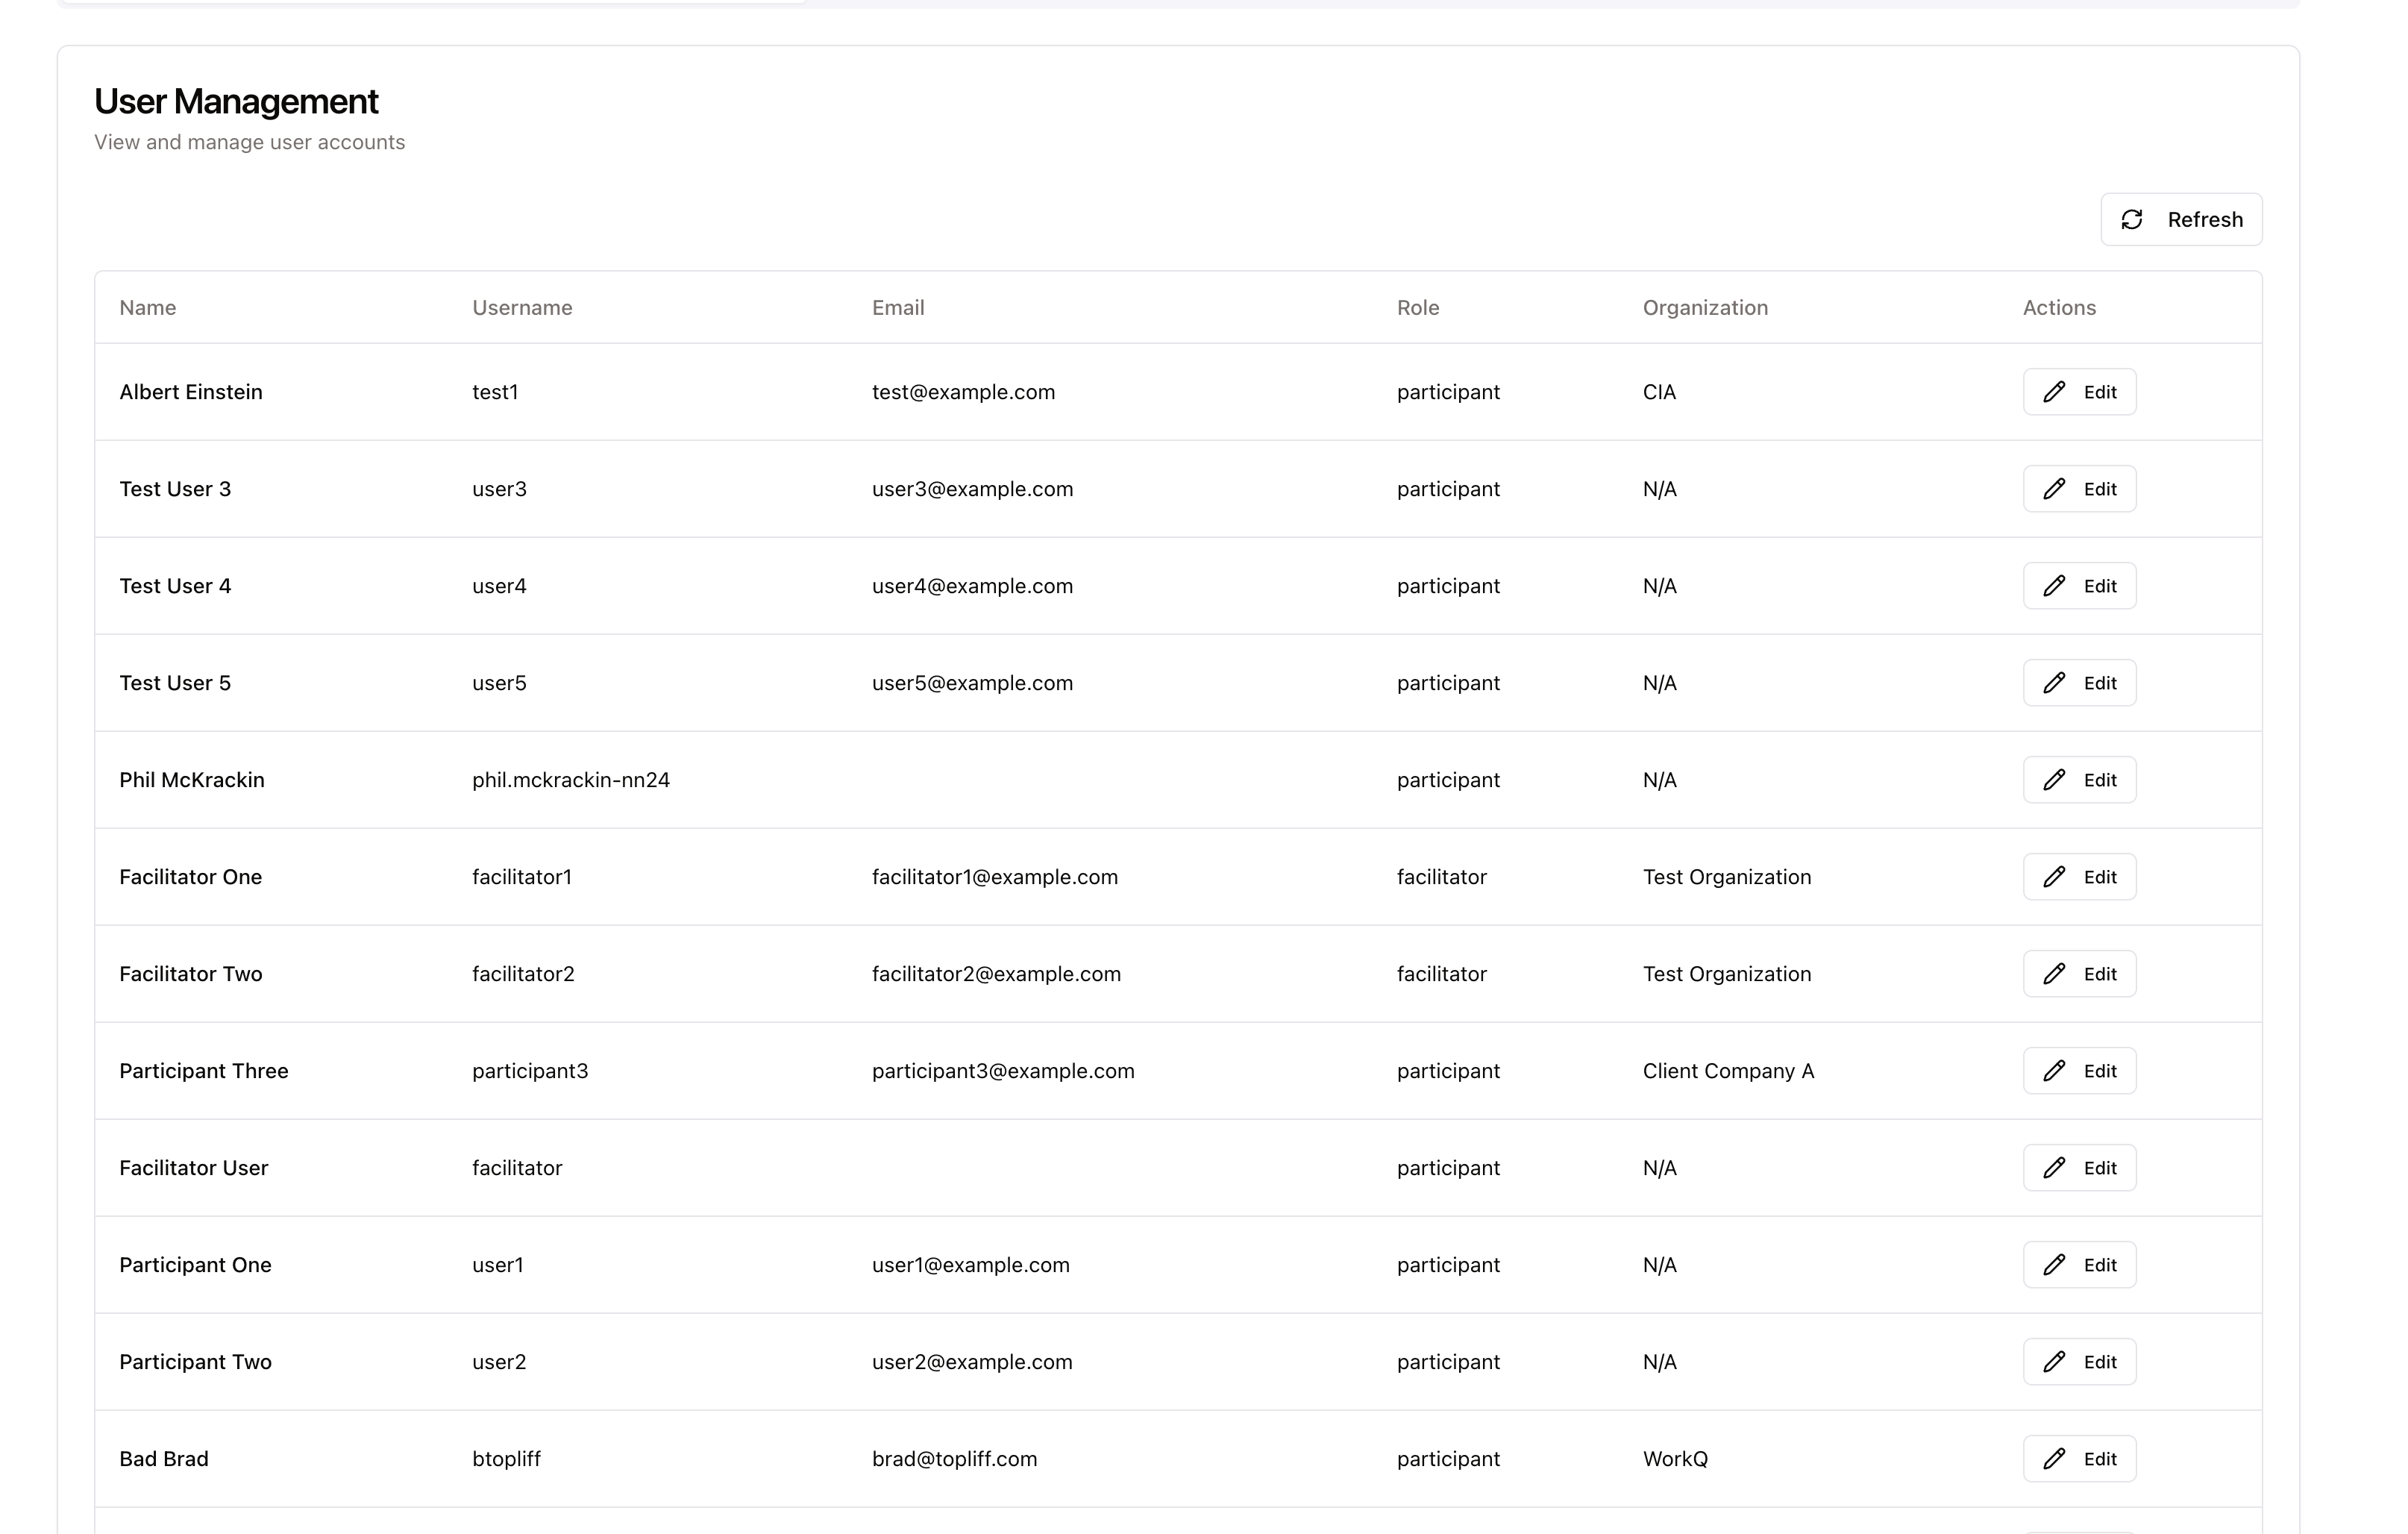 User Management
View and manage user accounts
Refresh
Name Username Email Role Organization Actions
Albert Einstein test1 test@example.com participant CIA Edit
Test User 3 user3 user3@example.com participant N/A Edit
Test User 4 user4 user4@example.com participant N/A Edit
Test User 5 user5 user5@example.com participant N/A Edit
Phil McKrackin phil.mckrackin-nn24 participant N/A Edit
Facilitator One facilitator1 facilitator1@example.com facilitator Test Organization Edit
Facilitator Two facilitator2 facilitator2@example.com facilitator Test Organization Edit
Participant Three participant3 participant3@example.com participant Client Company A Edit
Facilitator User facilitator participant N/A Edit
Participant One user1 user1@example.com participant N/A Edit
Participant Two user2 user2@example.com participant N/A Edit
Bad Brad btopliff brad@topliff.com participant WorkQ Edit